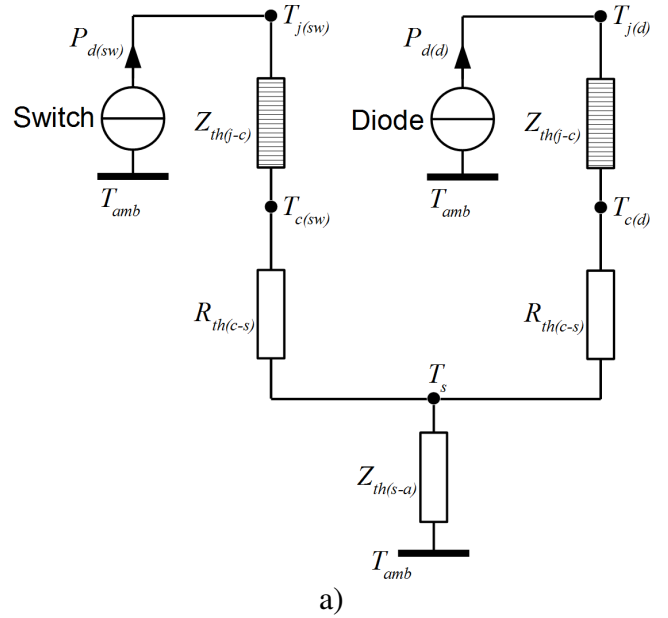 T_{j(sw)}
T_{j(d)}
P_{d(sw)}
P_{d(d)}
Switch
Z_{th(j-c)}
Diode
Z_{th(j-c)}
T_{amb}
T_{c(sw)}
T_{amb}
T_{c(d)}
R_{th(c-s)}
R_{th(c-s)}
T_{s}
Z_{th(s-a)}
T_{amb}
a)